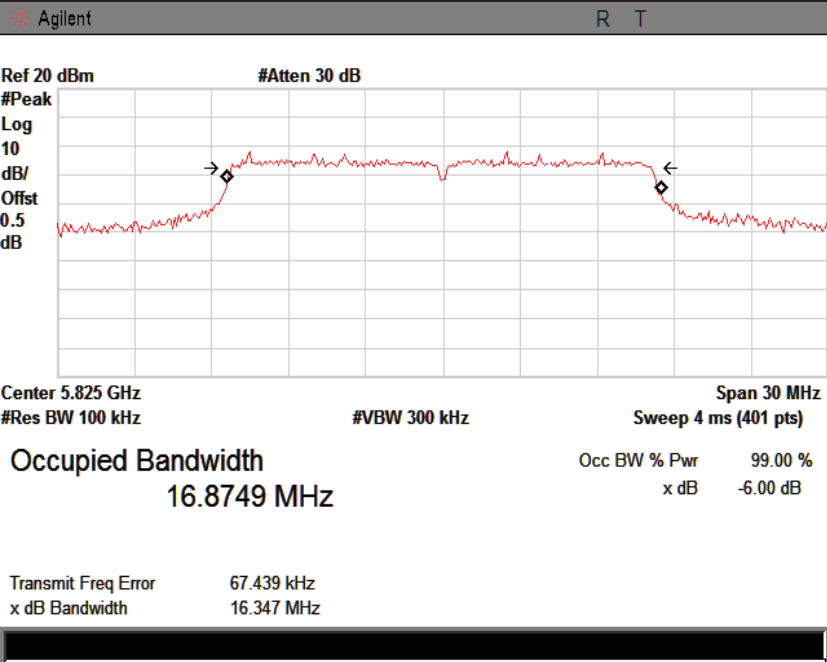 Agilent R T
Ref 20 dBm #Atten 30 dB
#Peak
Log
10
dB/
Offst
0.5
dB
Center 5.825 GHz Span 30 MHz
#Res BW 100 kHz #VBW 300 kHz Sweep 4 ms (401 pts)
Occupied Bandwidth Occ BW % Pwr 99.00 %
16.8749 MHz x dB -6.00 dB
Transmit Freq Error 67.439 kHz
x dB Bandwidth 16.347 MHz